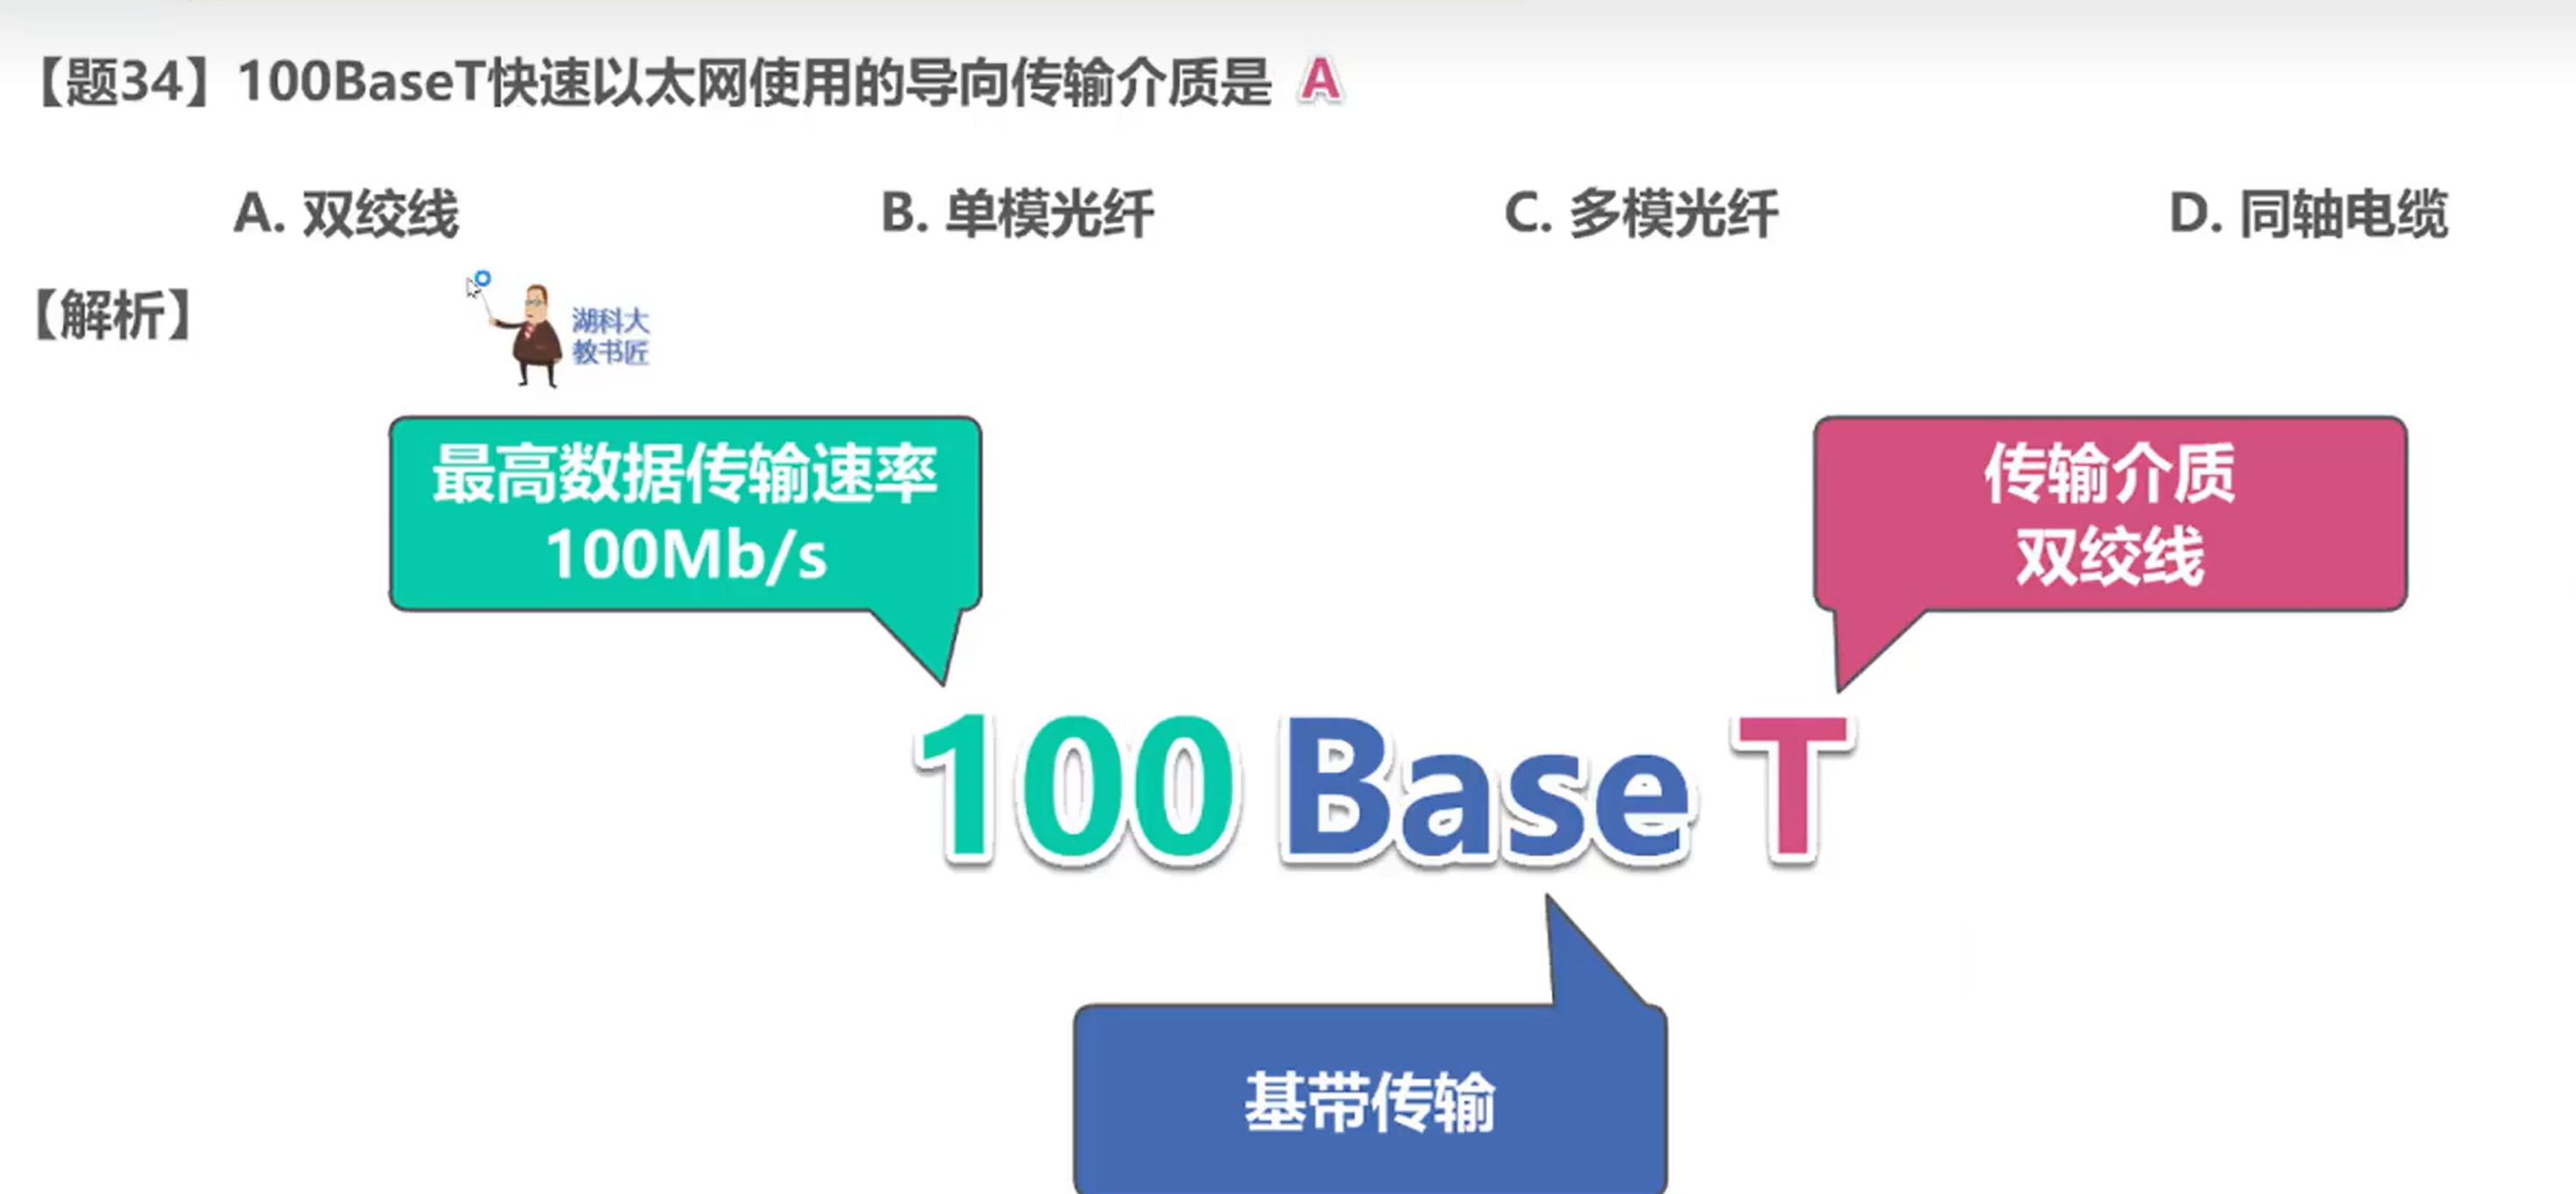 【题34】100BaseT快速以太网使用的导向传输介质是 A
A. 双绞线 B. 单模光纤 C. 多模光纤 D. 同轴电缆
【解析】
湖科大
教书匠
最高数据传输速率
100Mb/s
传输介质
双绞线
100 Base T
基带传输